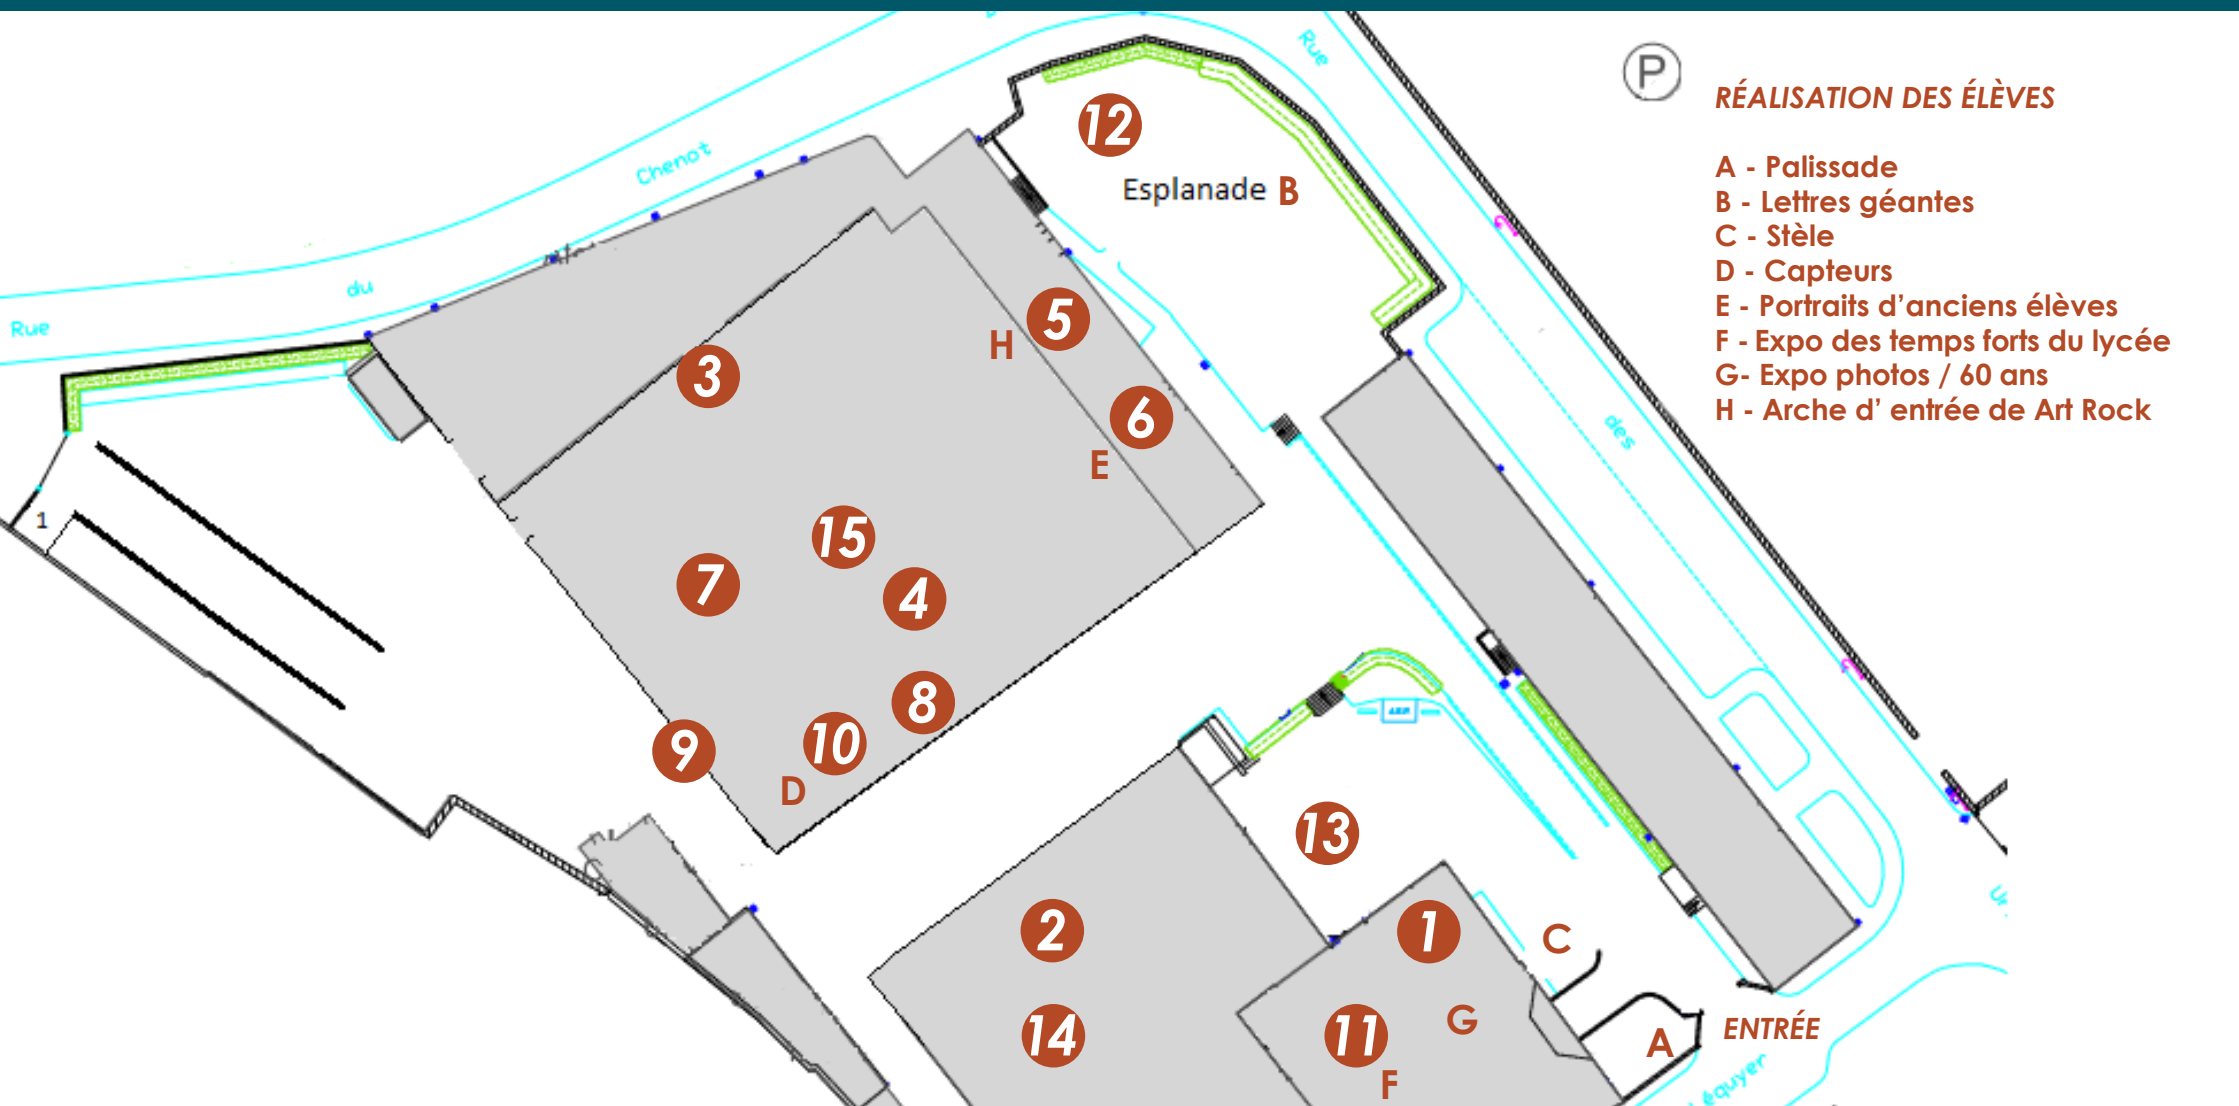 Rue
P
RÉALISATION DES ÉLÈVES
12
Chenot
A - Palissade
Esplanade B
B - Lettres géantes
C - Stèle
D - Capteurs
du
E - Portraits d'anciens élèves
5
Rue
H
F - Expo des temps forts du lycée
3
G- Expo photos / 60 ans
6
H - Arche d' entrée de Art Rock
des
E
1
15
7
4
8
9
10
D
13
2
1
C
14
11
G
A
ENTRÉE
F
équyer